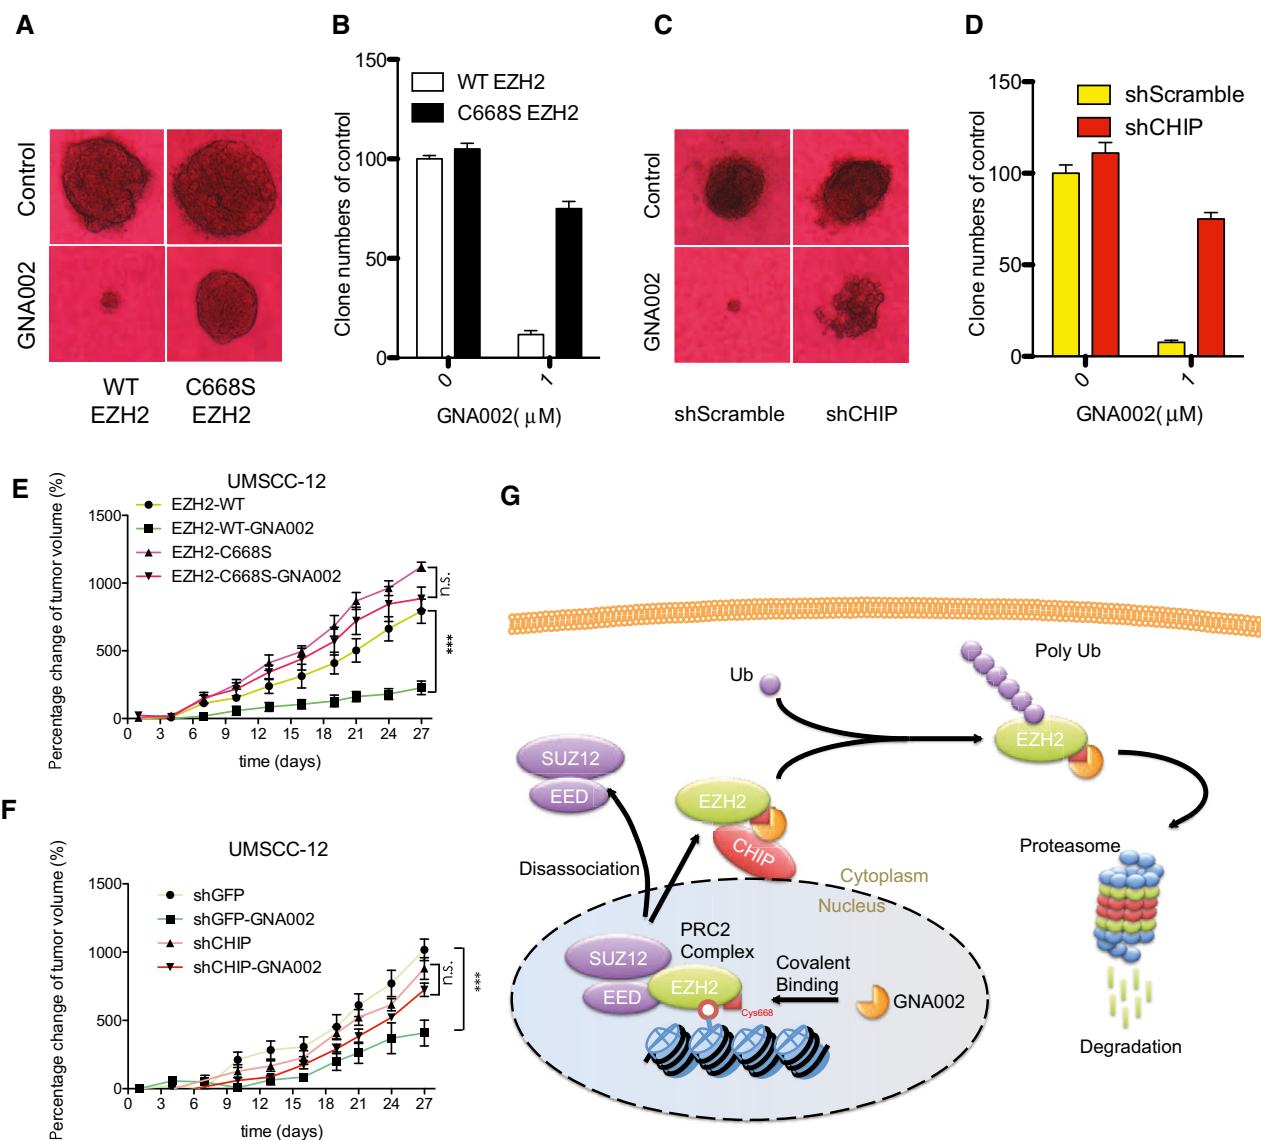 A
Control
GNA002
WT
EZH2
C668S
EZH2
B
Clone numbers of control
150
100
50
0
WT EZH2
C668S EZH2
0
1
GNA002( μM)
C
Control
GNA002
shScramble
shCHIP
D
Clone numbers of control
150
100
50
0
shScramble
shCHIP
0
1
GNA002( μM)
E
UMSCC-12
Percentage change of tumor volume (%)
EZH2-WT
EZH2-WT-GNA002
EZH2-C668S
EZH2-C668S-GNA002
1500
1000
500
0
n.s.
***
0 3 6 9 12 15 18 21 24 27
time (days)
F
UMSCC-12
Percentage change of tumor volume (%)
shGFP
shGFP-GNA002
shCHIP
shCHIP-GNA002
1500
1000
500
0
n.s.
***
0 3 6 9 12 15 18 21 24 27
time (days)
G
Ub
Poly Ub
EZH2
SUZ12
EED
EZH2
CHIP
Disassociation
Proteasome
Cytoplasm
Nucleus
PRC2
Complex
SUZ12
EED
EZH2
Cys668
Covalent
Binding
GNA002
Degradation